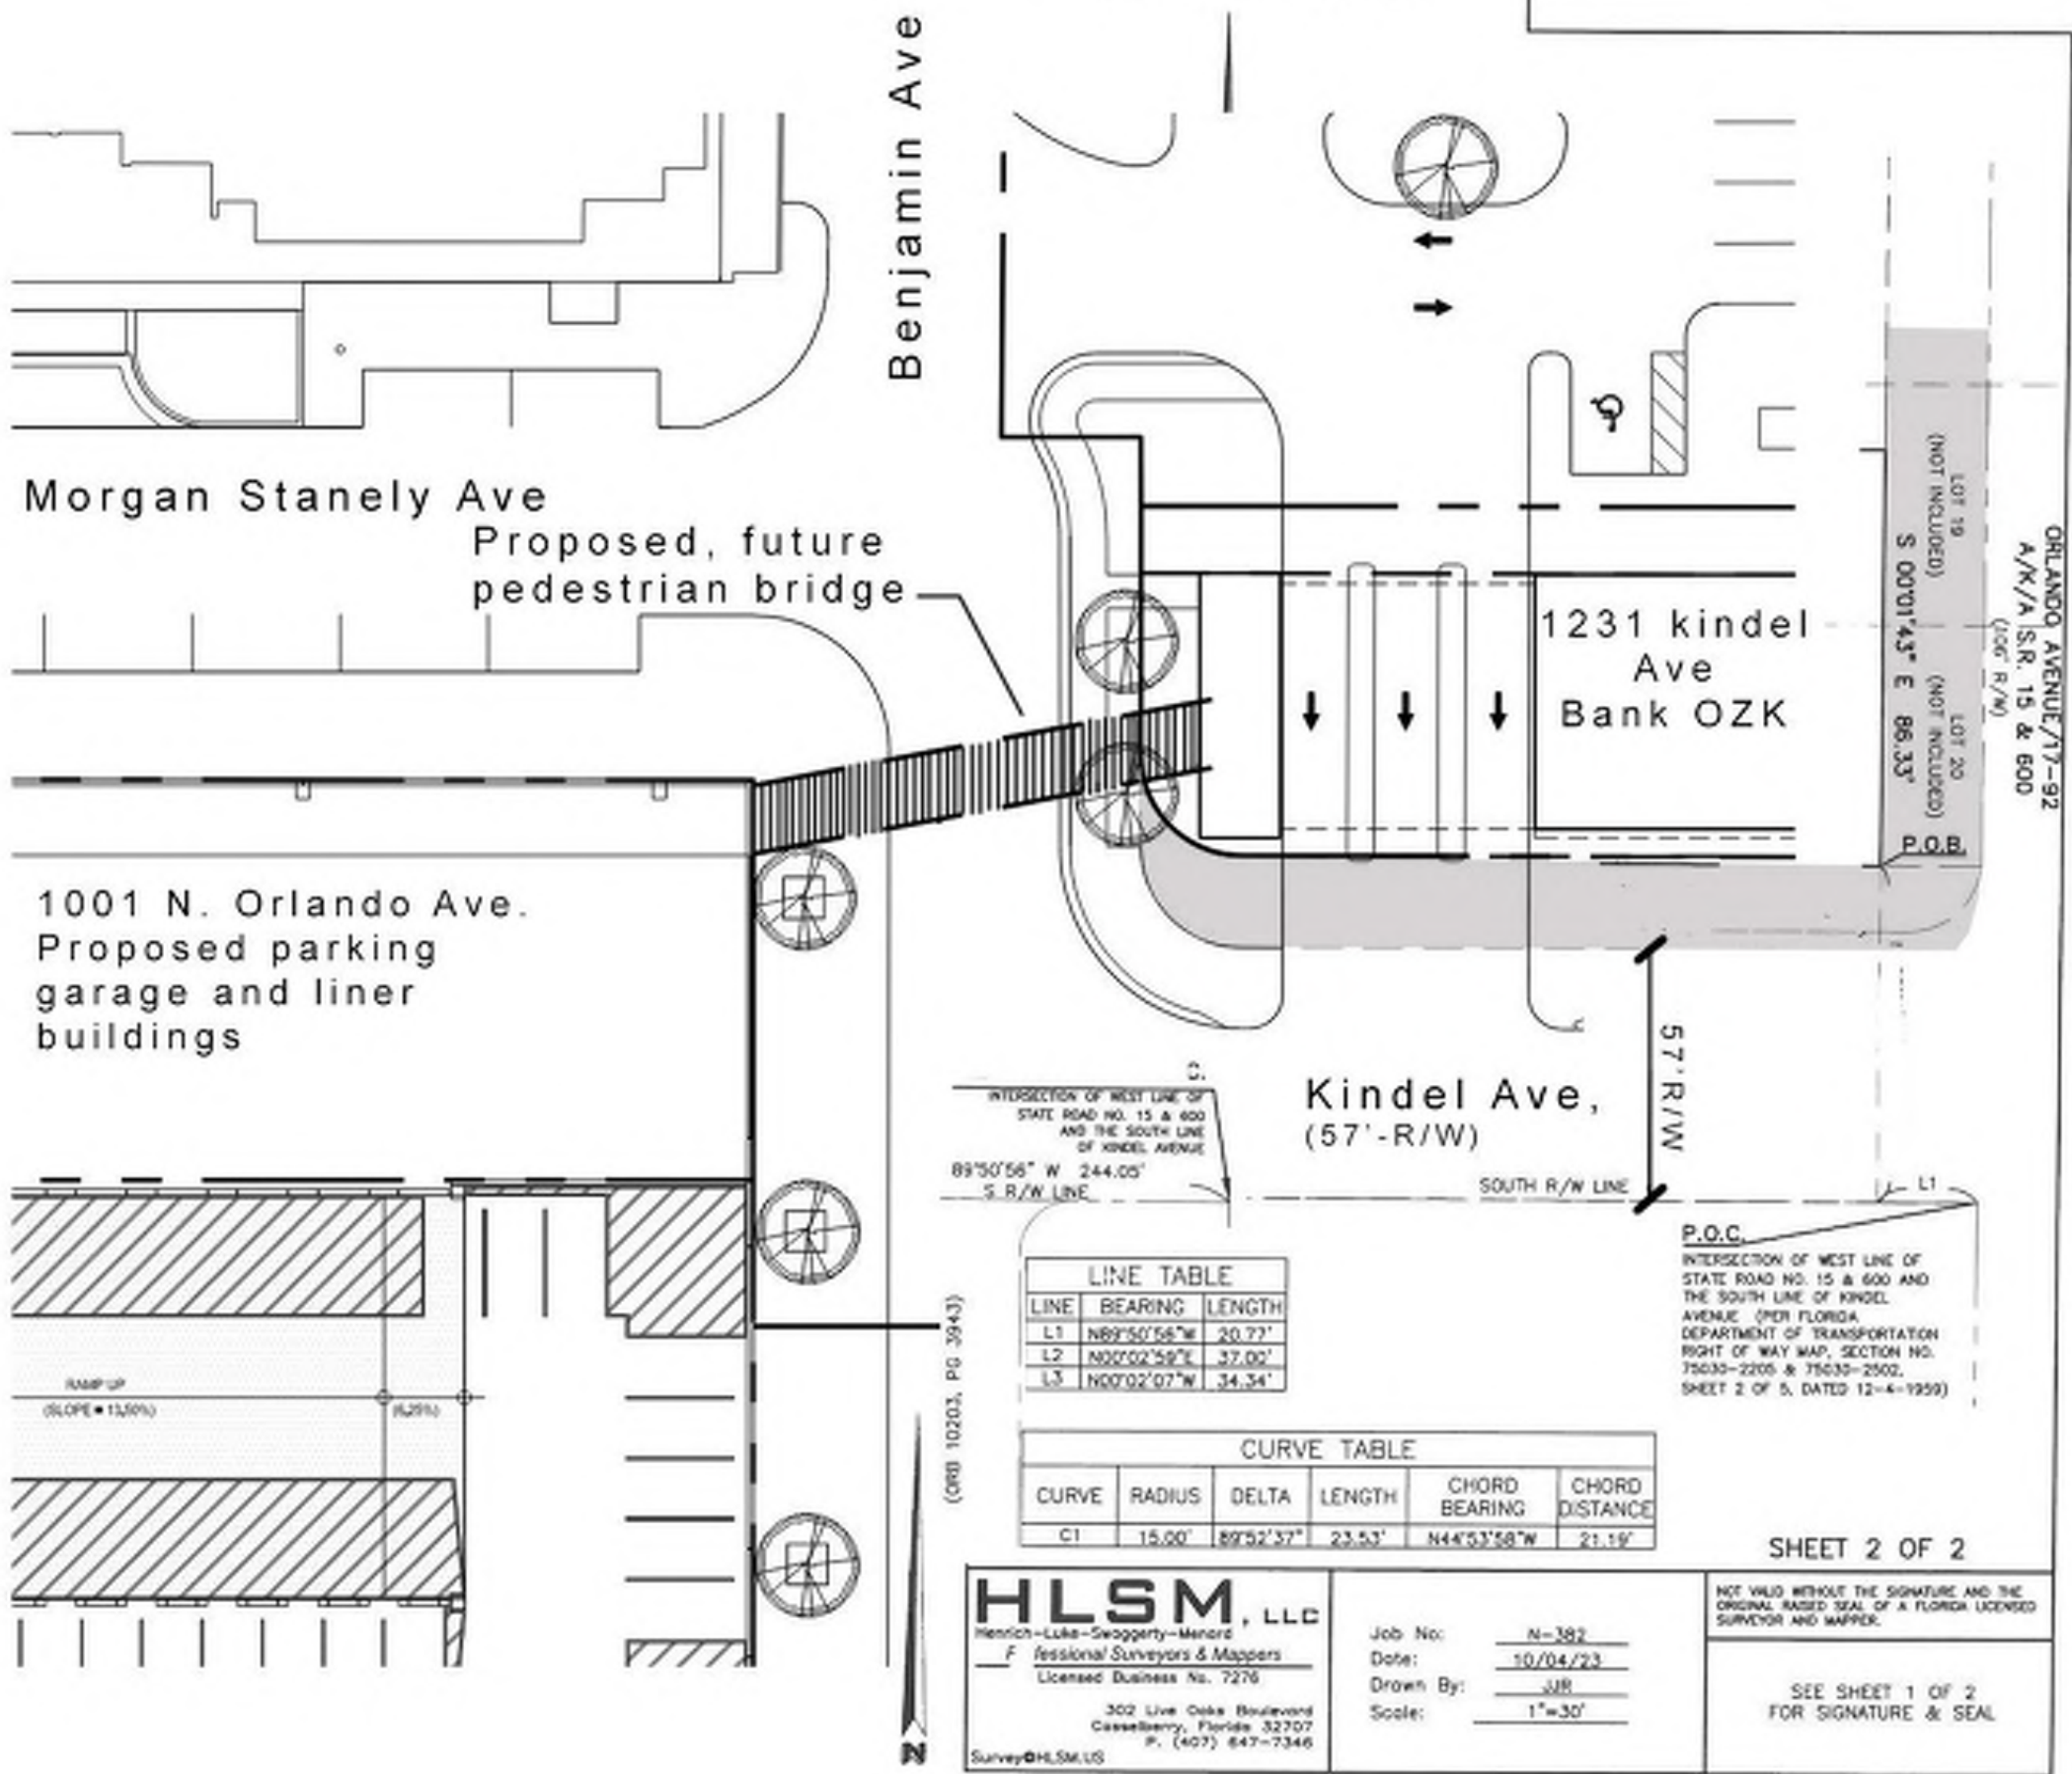 Benjamin Ave
Morgan Stanely Ave
Proposed, future
pedestrian bridge
1231 kindel
Ave
Bank OZK
LOT 19
(NOT INCLUDED)
LOT 20
(NOT INCLUDED)
S 00°01'43" E 86.33'
ORLANDO AVENUE/17-92
A/K/A S.R. 15 & 600
(106' R/W)
P.O.B.
1001 N. Orlando Ave.
Proposed parking
garage and liner
buildings
57'R/W
Kindel Ave,
(57'-R/W)
C.
INTERSECTION OF WEST LINE OF
STATE ROAD NO. 15 & 600
AND THE SOUTH LINE
OF KINDEL AVENUE
89°50'56" W 244.05'
S R/W LINE
SOUTH R/W LINE
L1
P.O.C.
INTERSECTION OF WEST LINE OF
STATE ROAD NO. 15 & 600 AND
THE SOUTH LINE OF KINDEL
AVENUE (PER FLORIDA
DEPARTMENT OF TRANSPORTATION
RIGHT OF WAY MAP, SECTION NO.
75030-2205 & 75030-2502,
SHEET 2 OF 5, DATED 12-4-1959)
LINE TABLE
LINE BEARING LENGTH
L1 N89°50'56"W 20.77'
L2 N00°02'59"E 37.00'
L3 N00°02'07"W 34.34'
(ORB 10203, PG 3943)
RAMP UP
(SLOPE = 13,50%) (6,25%)
CURVE TABLE
CURVE RADIUS DELTA LENGTH CHORD BEARING CHORD DISTANCE
C1 15.00' 89°52'37" 23.53' N44°53'58"W 21.19'
SHEET 2 OF 2
HLSM, LLC
Henrich-Luke-Swaggerty-Menard
F fessional Surveyors & Mappers
Licensed Business No. 7276
302 Live Oaks Boulevard
Casselberry, Florida 32707
P. (407) 647-7346
Survey@HLSM.US
Job No: N-382
Date: 10/04/23
Drawn By: JJR
Scale: 1"=30'
NOT VALID WITHOUT THE SIGNATURE AND THE
ORIGINAL RAISED SEAL OF A FLORIDA LICENSED
SURVEYOR AND MAPPER.
SEE SHEET 1 OF 2
FOR SIGNATURE & SEAL
N